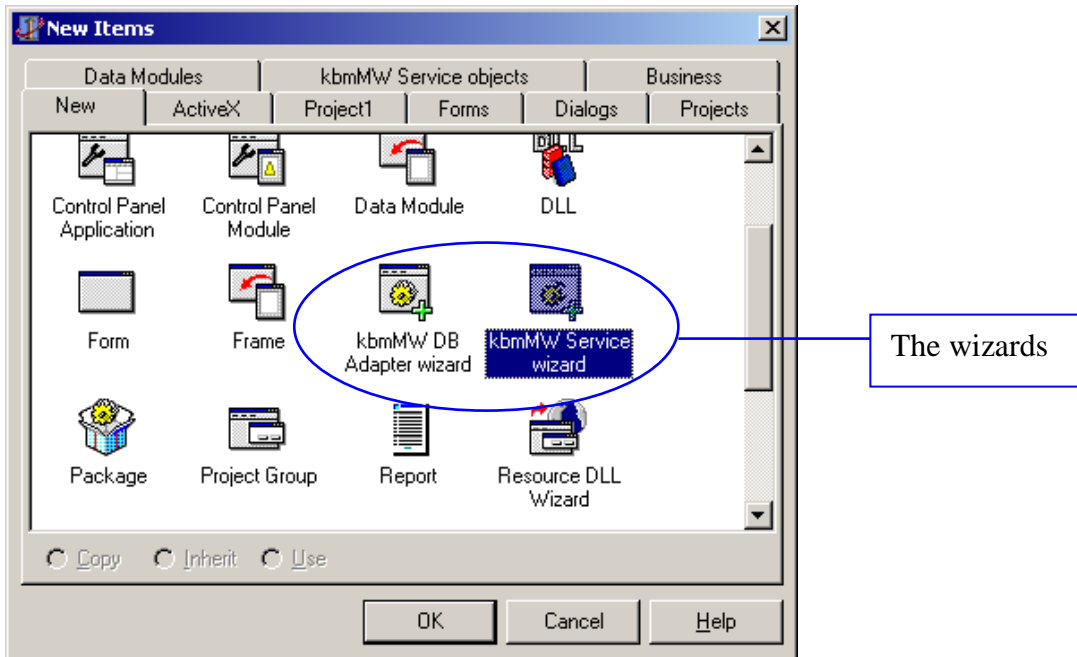 New Items
Data Modules kbmMW Service objects Business
New ActiveX Project1 Forms Dialogs Projects
Control Panel Application
Control Panel Module
Data Module
DLL
Form
Frame
kbmMW DB Adapter wizard
kbmMW Service wizard
The wizards
Package
Project Group
Report
Resource DLL Wizard
Copy Inherit Use
OK Cancel Help